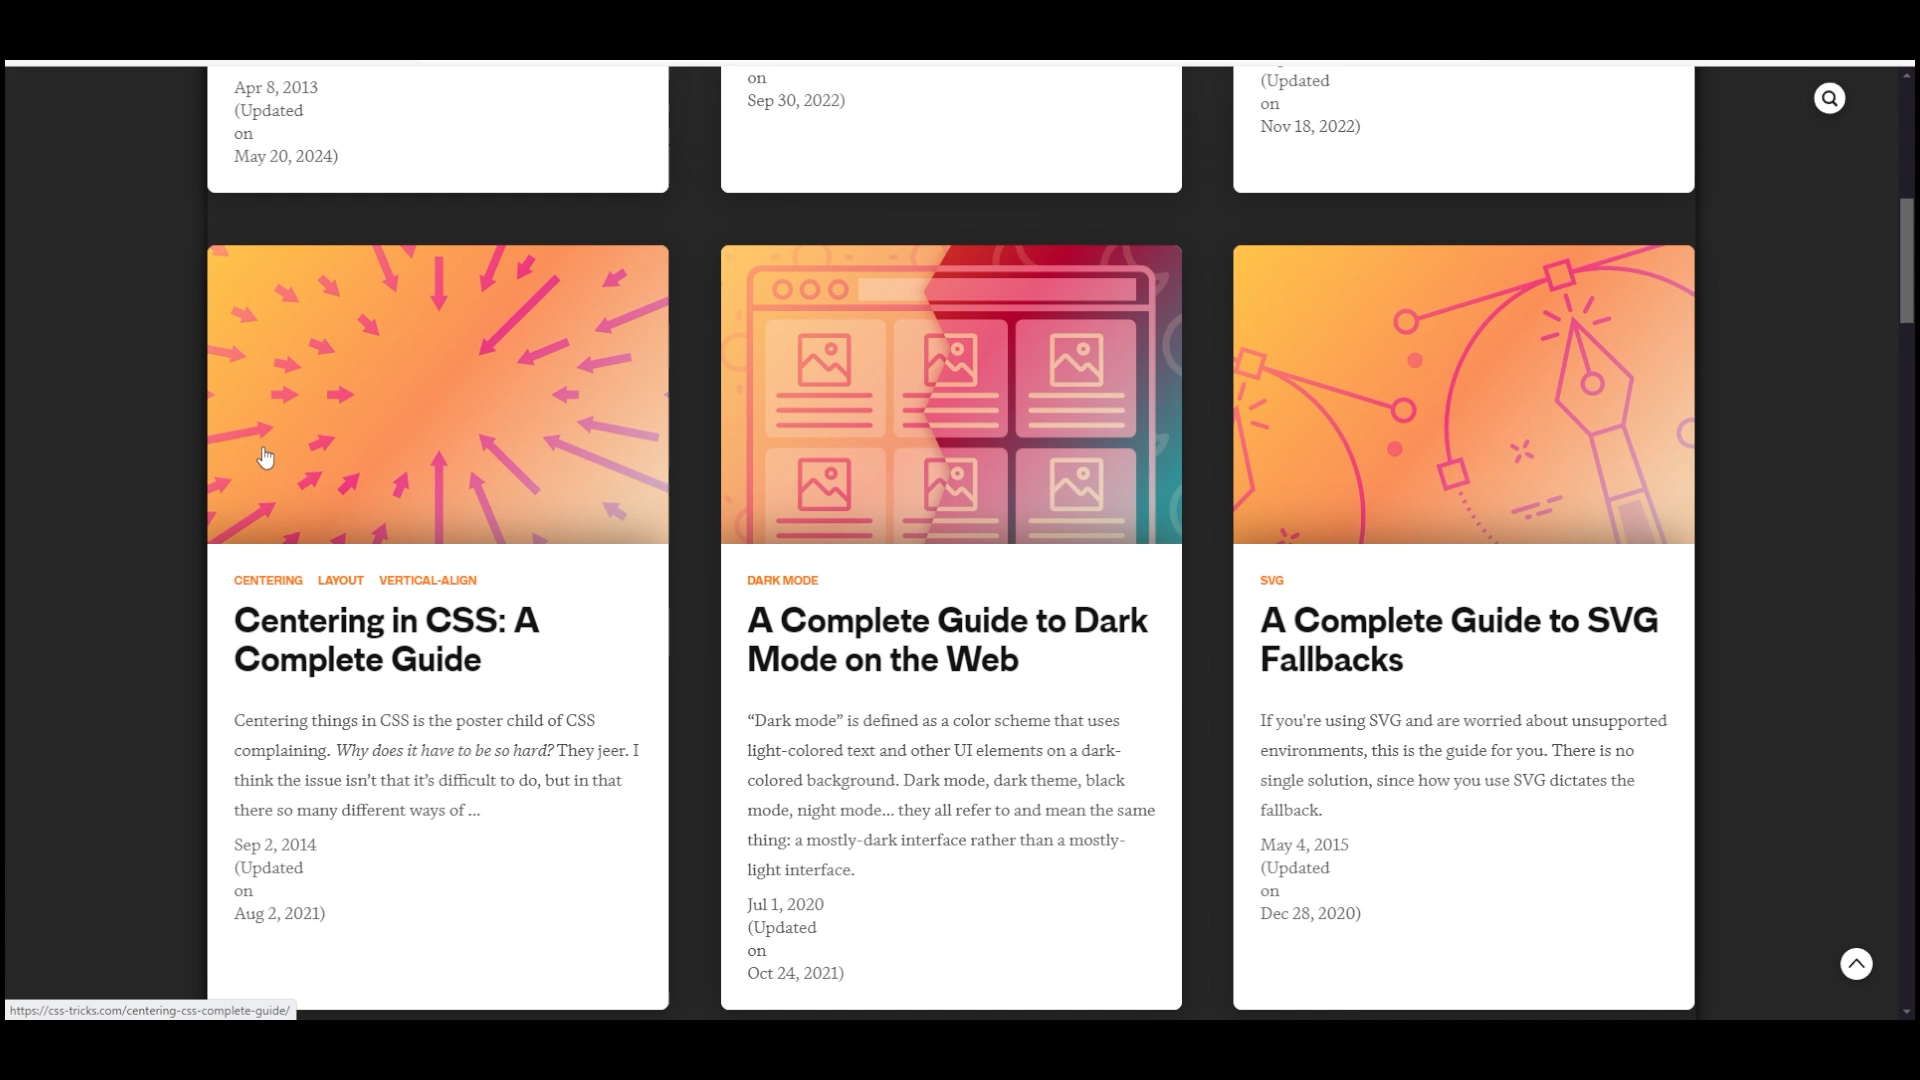 Apr 8, 2013
(Updated
on
May 20, 2024)
on
Sep 30, 2022)
(Updated
on
Nov 18, 2022)
CENTERING LAYOUT VERTICAL-ALIGN
Centering in CSS: A
Complete Guide
Centering things in CSS is the poster child of CSS
complaining. Why does it have to be so hard? They jeer. I
think the issue isn’t that it’s difficult to do, but in that
there so many different ways of ...
Sep 2, 2014
(Updated
on
Aug 2, 2021)
DARK MODE
A Complete Guide to Dark
Mode on the Web
“Dark mode” is defined as a color scheme that uses
light-colored text and other UI elements on a dark-
colored background. Dark mode, dark theme, black
mode, night mode... they all refer to and mean the same
thing: a mostly-dark interface rather than a mostly-
light interface.
Jul 1, 2020
(Updated
on
Oct 24, 2021)
SVG
A Complete Guide to SVG
Fallbacks
If you're using SVG and are worried about unsupported
environments, this is the guide for you. There is no
single solution, since how you use SVG dictates the
fallback.
May 4, 2015
(Updated
on
Dec 28, 2020)
https://css-tricks.com/centering-css-complete-guide/